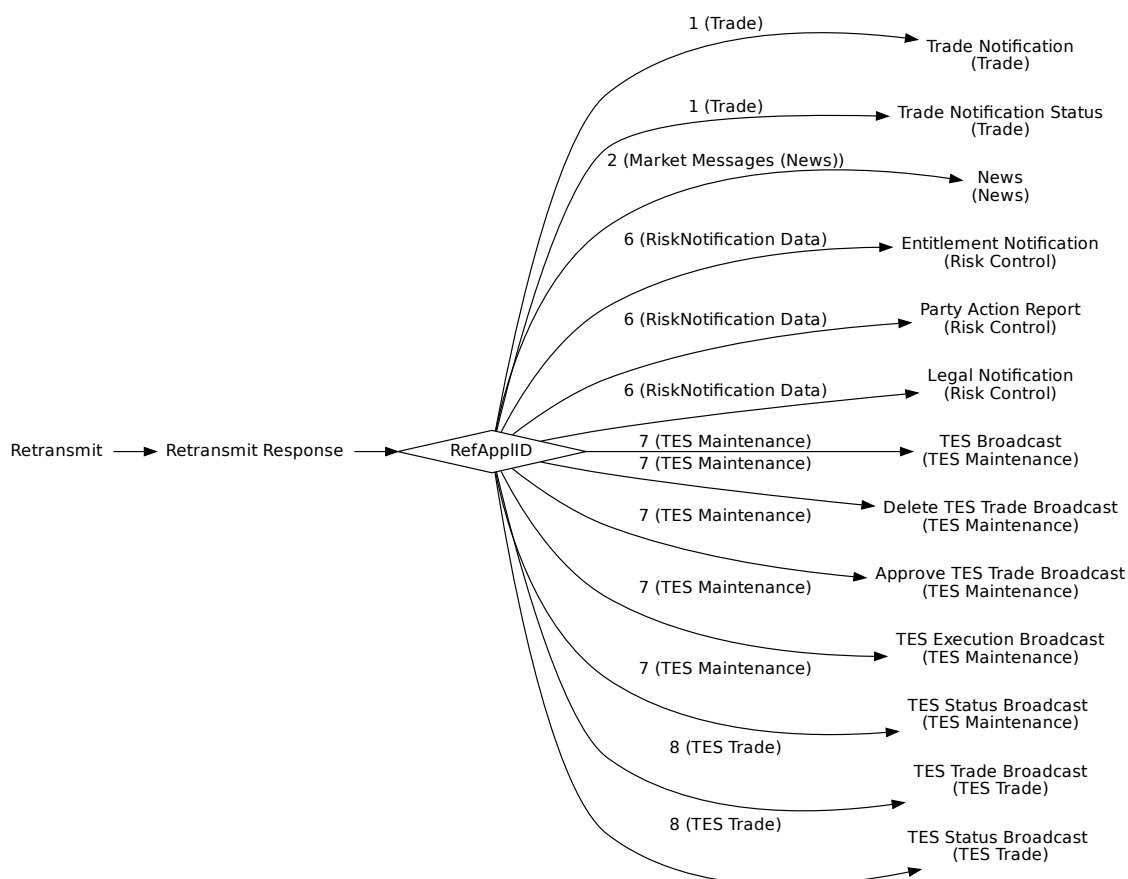 1 (Trade)
Trade Notification
(Trade)
1 (Trade)
Trade Notification Status
(Trade)
2 (Market Messages (News))
News
(News)
6 (RiskNotification Data)
Entitlement Notification
(Risk Control)
6 (RiskNotification Data)
Party Action Report
(Risk Control)
6 (RiskNotification Data)
Legal Notification
(Risk Control)
Retransmit
Retransmit Response
RefApplID
7 (TES Maintenance)
TES Broadcast
(TES Maintenance)
7 (TES Maintenance)
Delete TES Trade Broadcast
(TES Maintenance)
7 (TES Maintenance)
Approve TES Trade Broadcast
(TES Maintenance)
7 (TES Maintenance)
TES Execution Broadcast
(TES Maintenance)
7 (TES Maintenance)
TES Status Broadcast
(TES Maintenance)
8 (TES Trade)
TES Trade Broadcast
(TES Trade)
8 (TES Trade)
TES Status Broadcast
(TES Trade)